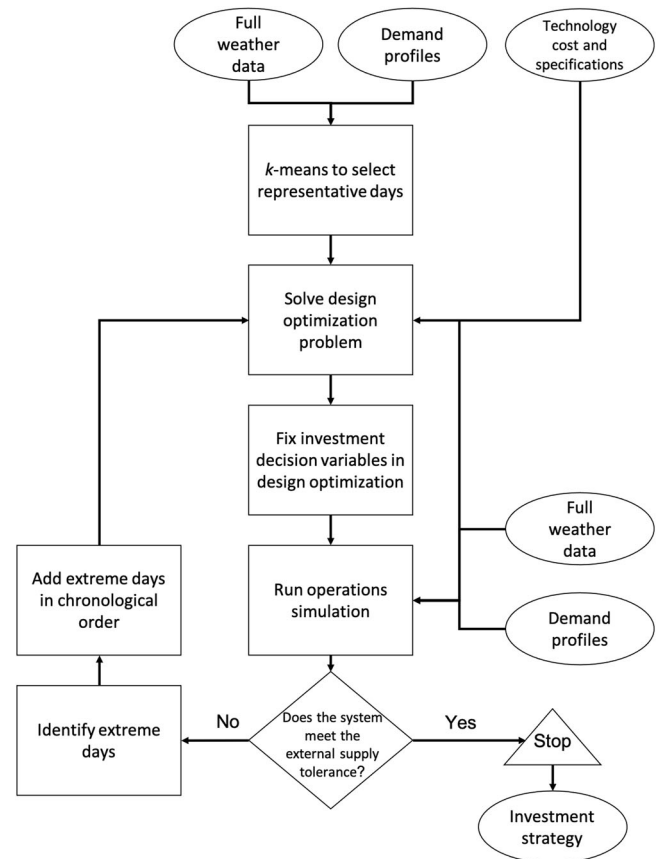 Full
weather
data
Demand
profiles
Technology
cost and
specifications
k-means to select
representative days
Solve design
optimization
problem
Fix investment
decision variables in
design optimization
Full
weather
data
Add extreme days
in chronological
order
Run operations
simulation
Demand
profiles
Identify extreme
days
No
Does the system
meet the
external supply
tolerance?
Yes
Stop
Investment
strategy